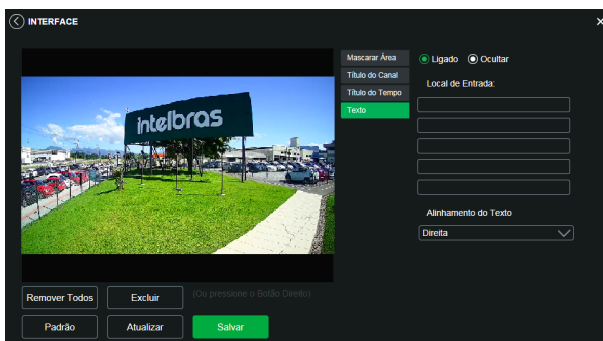 INTERFACE
Mascarar Área
Título do Canal
Título do Tempo
Texto
Ligado
Ocultar
Local de Entrada:
Alinhamento do Texto
Direita
intelbras
Remover Todos
Excluir
(Ou pressione o Botão Direito)
Padrão
Atualizar
Salvar